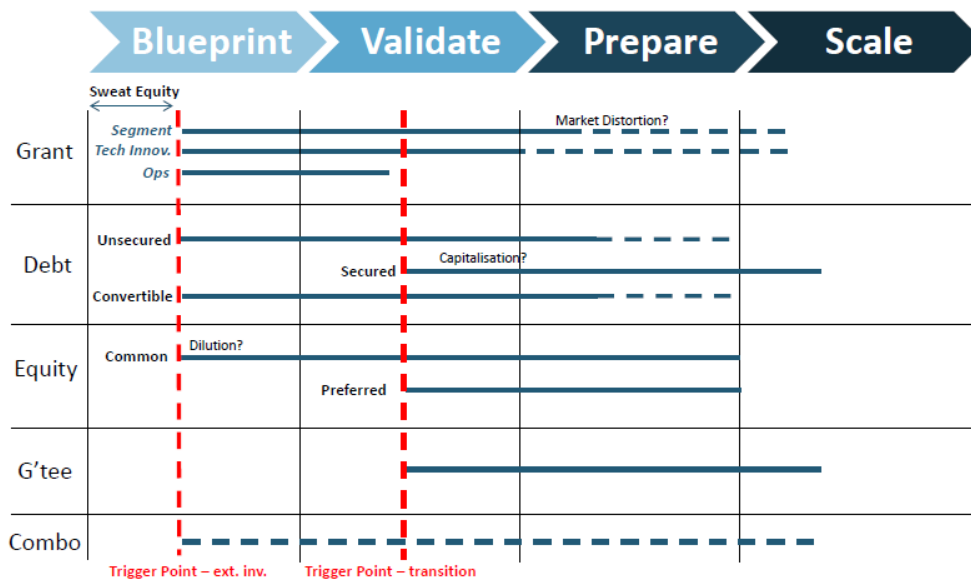 Blueprint Validate Prepare Scale
Sweat Equity
Grant
Segment
Market Distortion?
Tech Innov.
Ops
Debt
Unsecured
Capitalisation?
Secured
Convertible
Equity
Dilution?
Common
Preferred
G'tee
Combo
Trigger Point – ext. inv. Trigger Point – transition